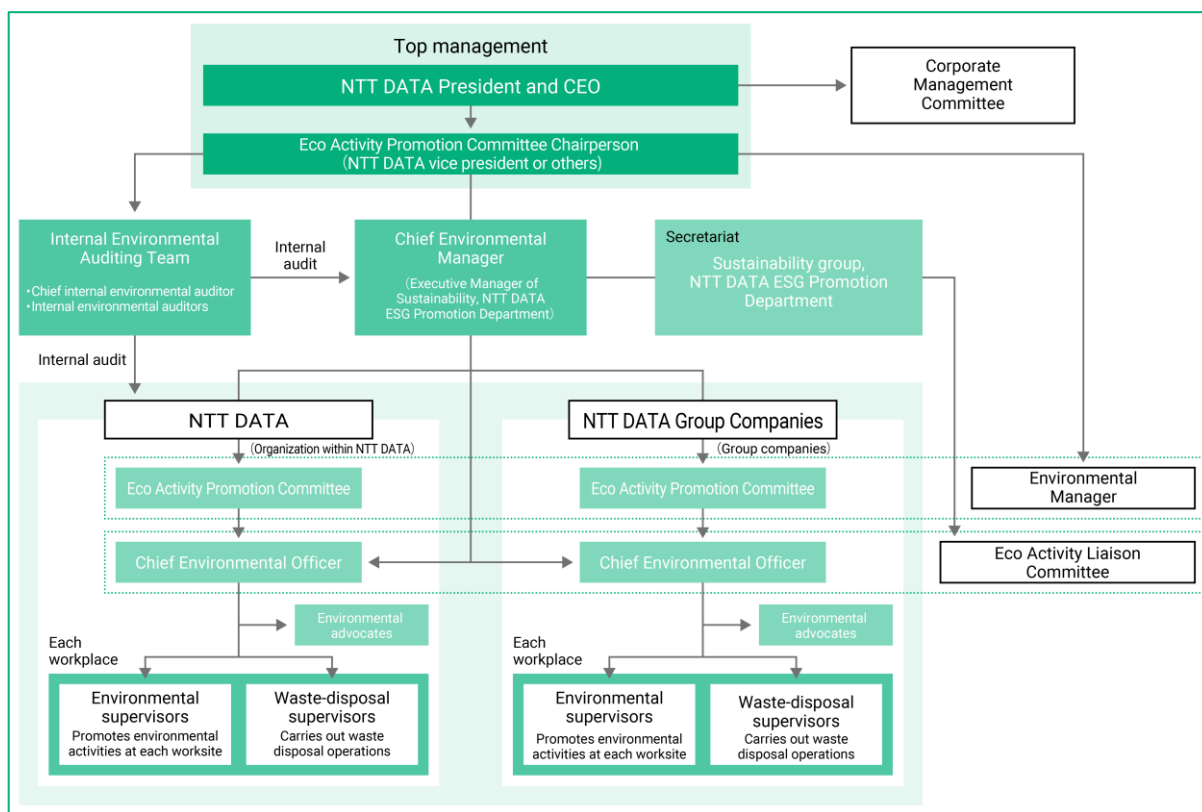 Top management
NTT DATA President and CEO
Corporate
Management
Committee
Eco Activity Promotion Committee Chairperson
(NTT DATA vice president or others)
Internal Environmental
Auditing Team
・Chief internal environmental auditor
・Internal environmental auditors
Internal
audit
Chief Environmental
Manager
(Executive Manager of
Sustainability, NTT DATA
ESG Promotion Department)
Secretariat
Sustainability group,
NTT DATA ESG Promotion
Department
Internal audit
NTT DATA
(Organization within NTT DATA)
NTT DATA Group Companies
(Group companies)
Eco Activity Promotion Committee
Eco Activity Promotion Committee
Environmental
Manager
Chief Environmental Officer
Chief Environmental Officer
Eco Activity Liaison
Committee
Environmental
advocates
Each
workplace
Environmental
supervisors
Promotes environmental
activities at each worksite
Waste-disposal
supervisors
Carries out waste
disposal operations
Environmental
advocates
Each
workplace
Environmental
supervisors
Promotes environmental
activities at each worksite
Waste-disposal
supervisors
Carries out waste
disposal operations